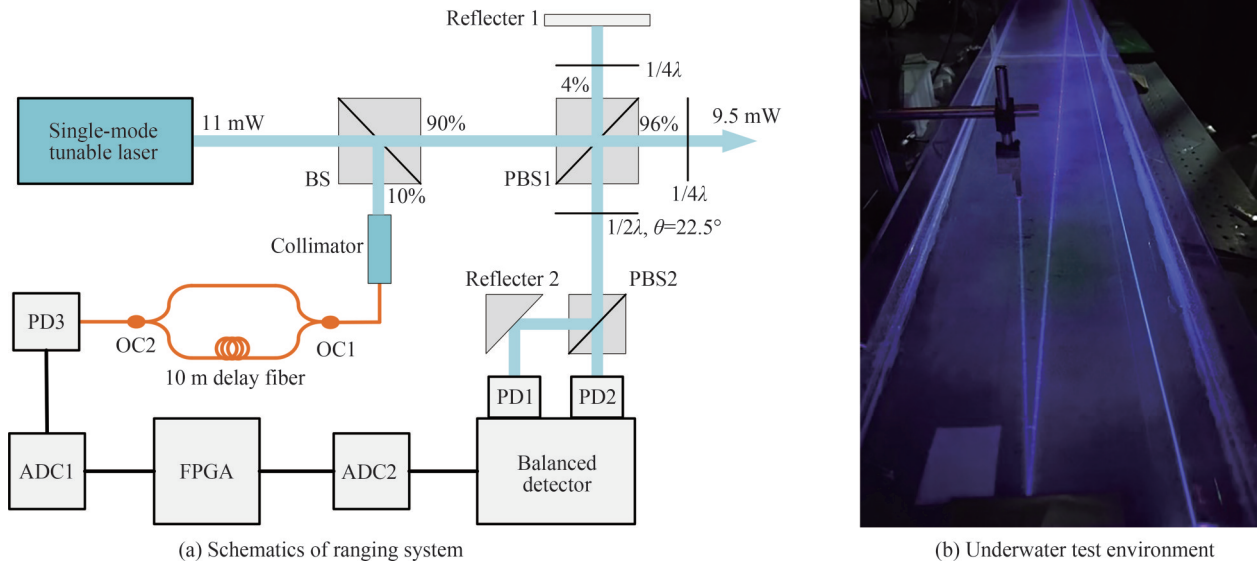 Reflecter 1
1/4λ
4%
Single-mode
tunable laser
11 mW
90%
96%
9.5 mW
BS
10%
PBS1
1/4λ
1/2λ, θ=22.5°
Collimator
Reflecter 2
PBS2
PD3
OC2
OC1
10 m delay fiber
PD1
PD2
ADC1
FPGA
ADC2
Balanced
detector
(a) Schematics of ranging system
(b) Underwater test environment